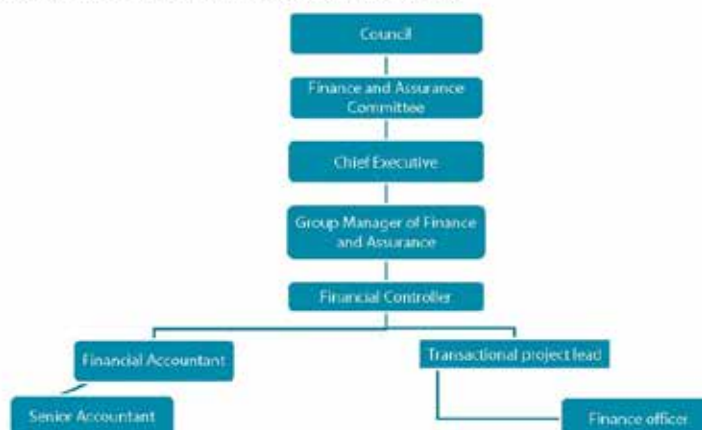 Council
Finance and Assurance
Committee
Chief Executive
Group Manager of Finance
and Assurance
Financial Controller
Financial Accountant
Transactional project lead
Senior Accountant
Finance officer